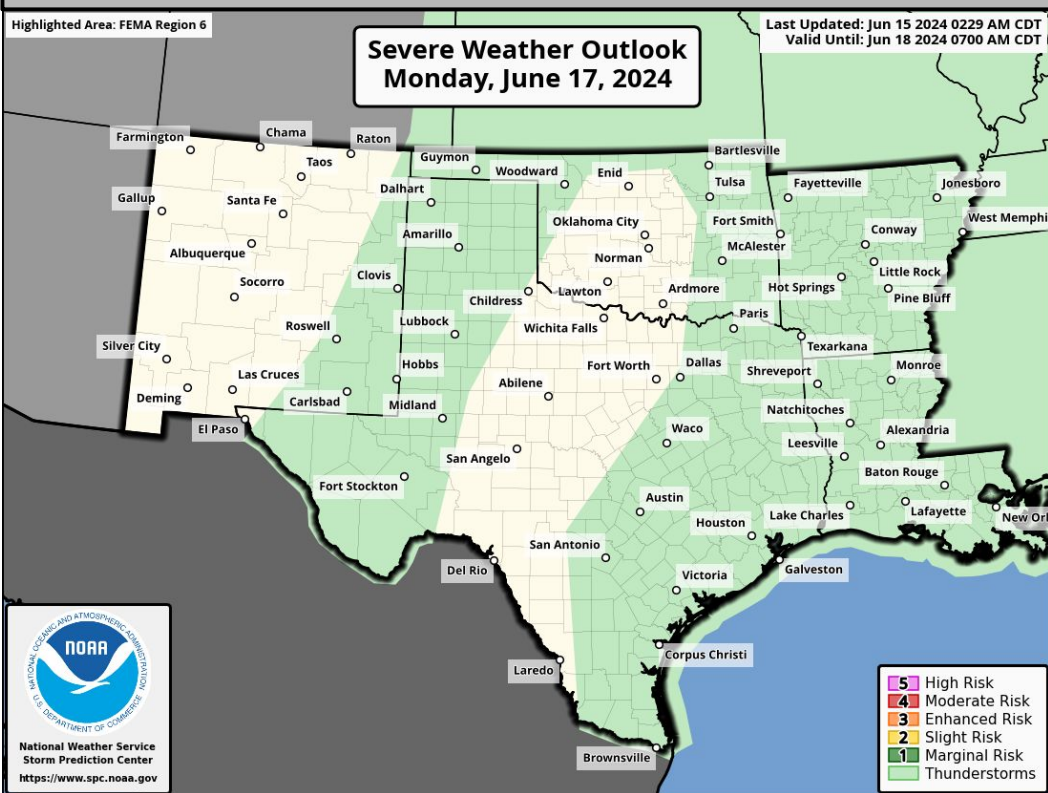 Highlighted Area: FEMA Region 6
Severe Weather Outlook
Monday, June 17, 2024
Last Updated: Jun 15 2024 0229 AM CDT
Valid Until: Jun 18 2024 0700 AM CDT
Farmington
Chama
Raton
Taos
Guymon
Woodward
Enid
Bartlesville
Tulsa
Fayetteville
Jonesboro
Gallup
Santa Fe
Dalhart
Oklahoma City
Fort Smith
Conway
West Memphi
Albuquerque
Amarillo
Norman
McAlester
Little Rock
Socorro
Clovis
Childress
Lawton
Ardmore
Hot Springs
Pine Bluff
Roswell
Lubbock
Wichita Falls
Paris
Texarkana
Silver City
Las Cruces
Hobbs
Abilene
Fort Worth
Dallas
Shreveport
Monroe
Deming
Carlsbad
Midland
Natchitoches
El Paso
San Angelo
Waco
Leesville
Alexandria
Fort Stockton
Baton Rouge
Austin
Houston
Lake Charles
Lafayette
New Orl
San Antonio
Del Rio
Victoria
Galveston
Laredo
Corpus Christi
Brownsville
NATIONAL OCEANIC AND ATMOSPHERIC ADMINISTRATION
NOAA
U.S. DEPARTMENT OF COMMERCE
National Weather Service
Storm Prediction Center
https://www.spc.noaa.gov
5 High Risk
4 Moderate Risk
3 Enhanced Risk
2 Slight Risk
1 Marginal Risk
Thunderstorms